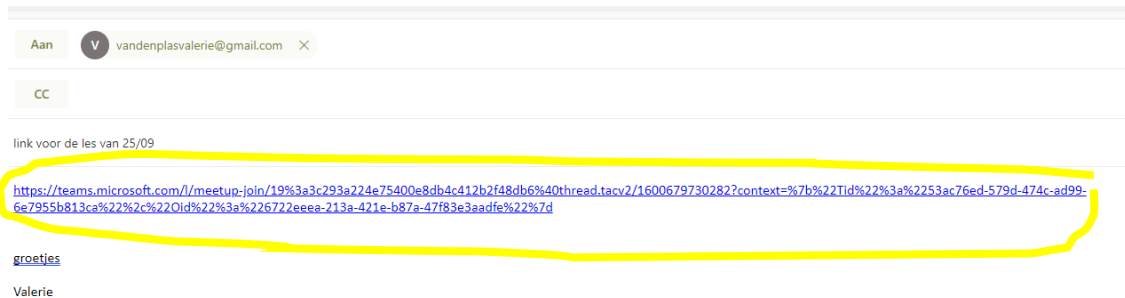 Aan V vandenplasvalerie@gmail.com
CC
link voor de les van 25/09
https://teams.microsoft.com/l/meetup-join/19%3a3c293a224e75400e8db4c412b2f48db6%40thread.tacv2/1600679730282?context=%7b%22Tid%22%3a%2253ac76ed-579d-474c-ad99-
6e7955b813ca%22%2c%22Oid%22%3a%226722eeea-213a-421e-b87a-47f83e3aadfe%22%7d
groetjes
Valerie